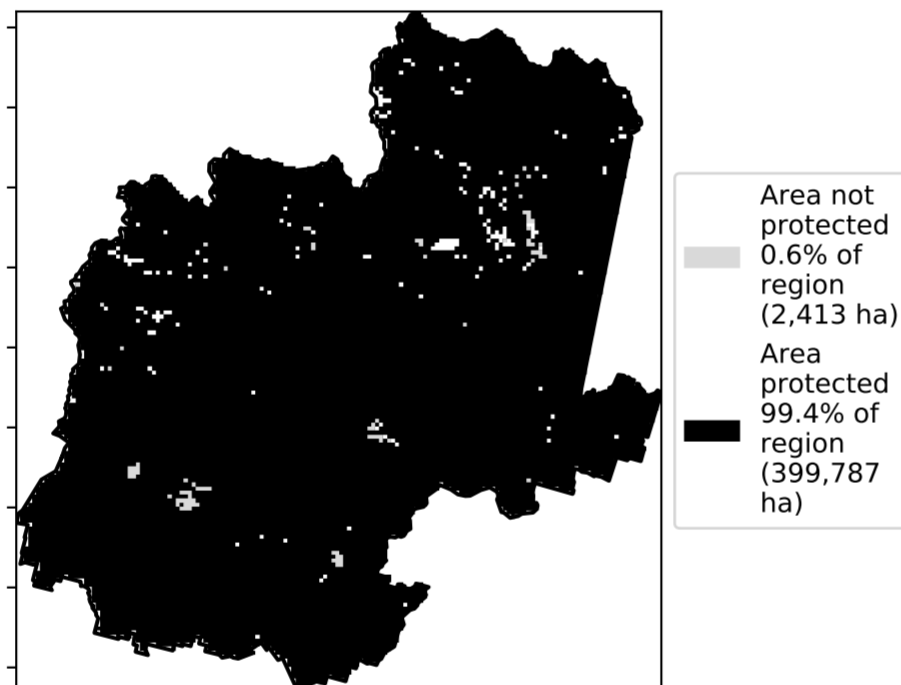 Area not
protected
0.6% of
region
(2,413 ha)
Area
protected
99.4% of
region
(399,787
ha)